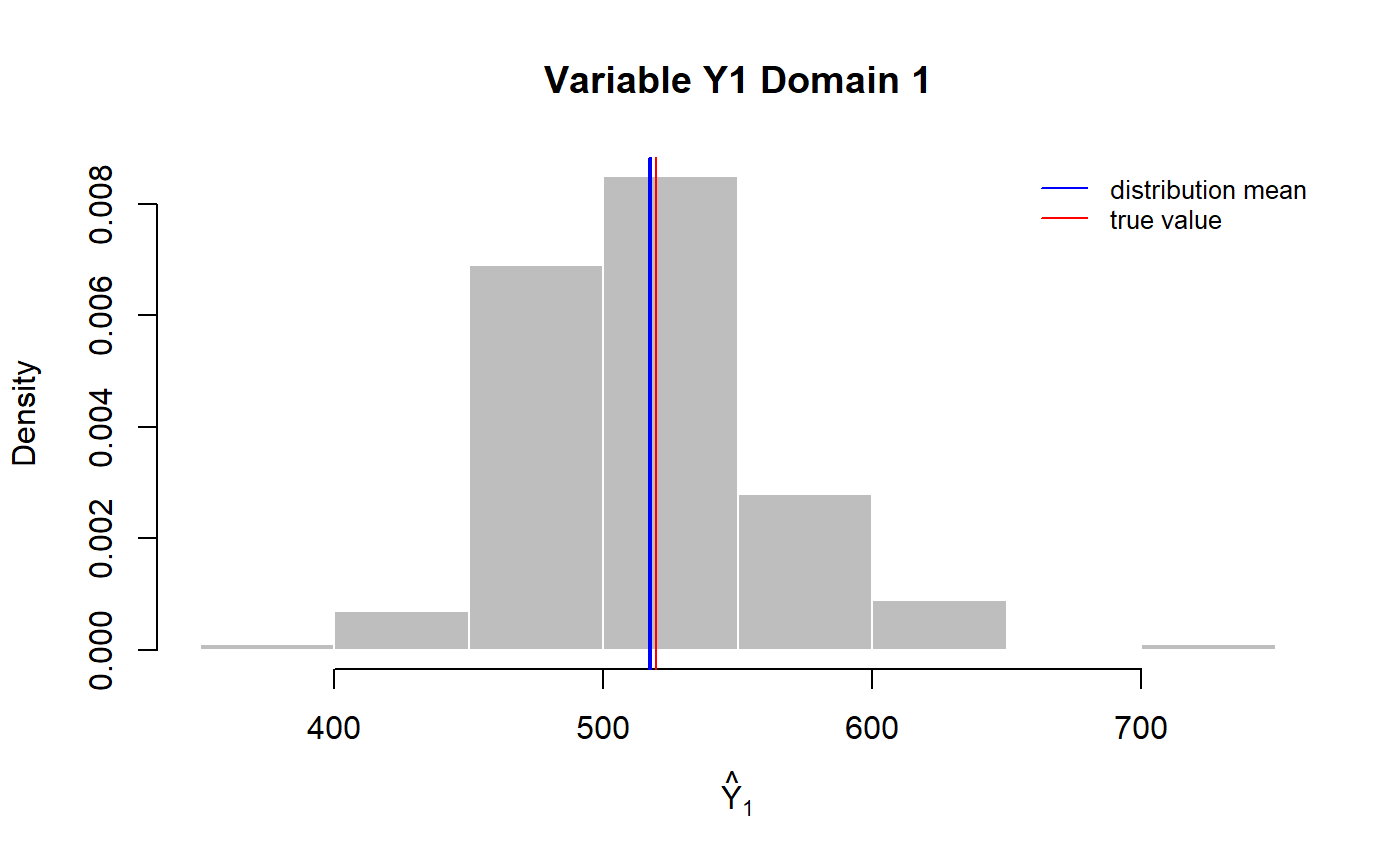 Variable Y1 Domain 1
distribution mean
true value
Density
0.008
0.006
0.004
0.002
0.000
400 500 600 700
Ŷ₁